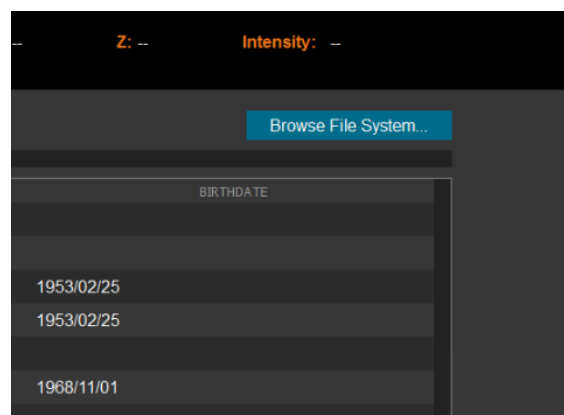 -- Z: -- Intensity: --
Browse File System...
BIRTHDATE
1953/02/25
1953/02/25
1968/11/01